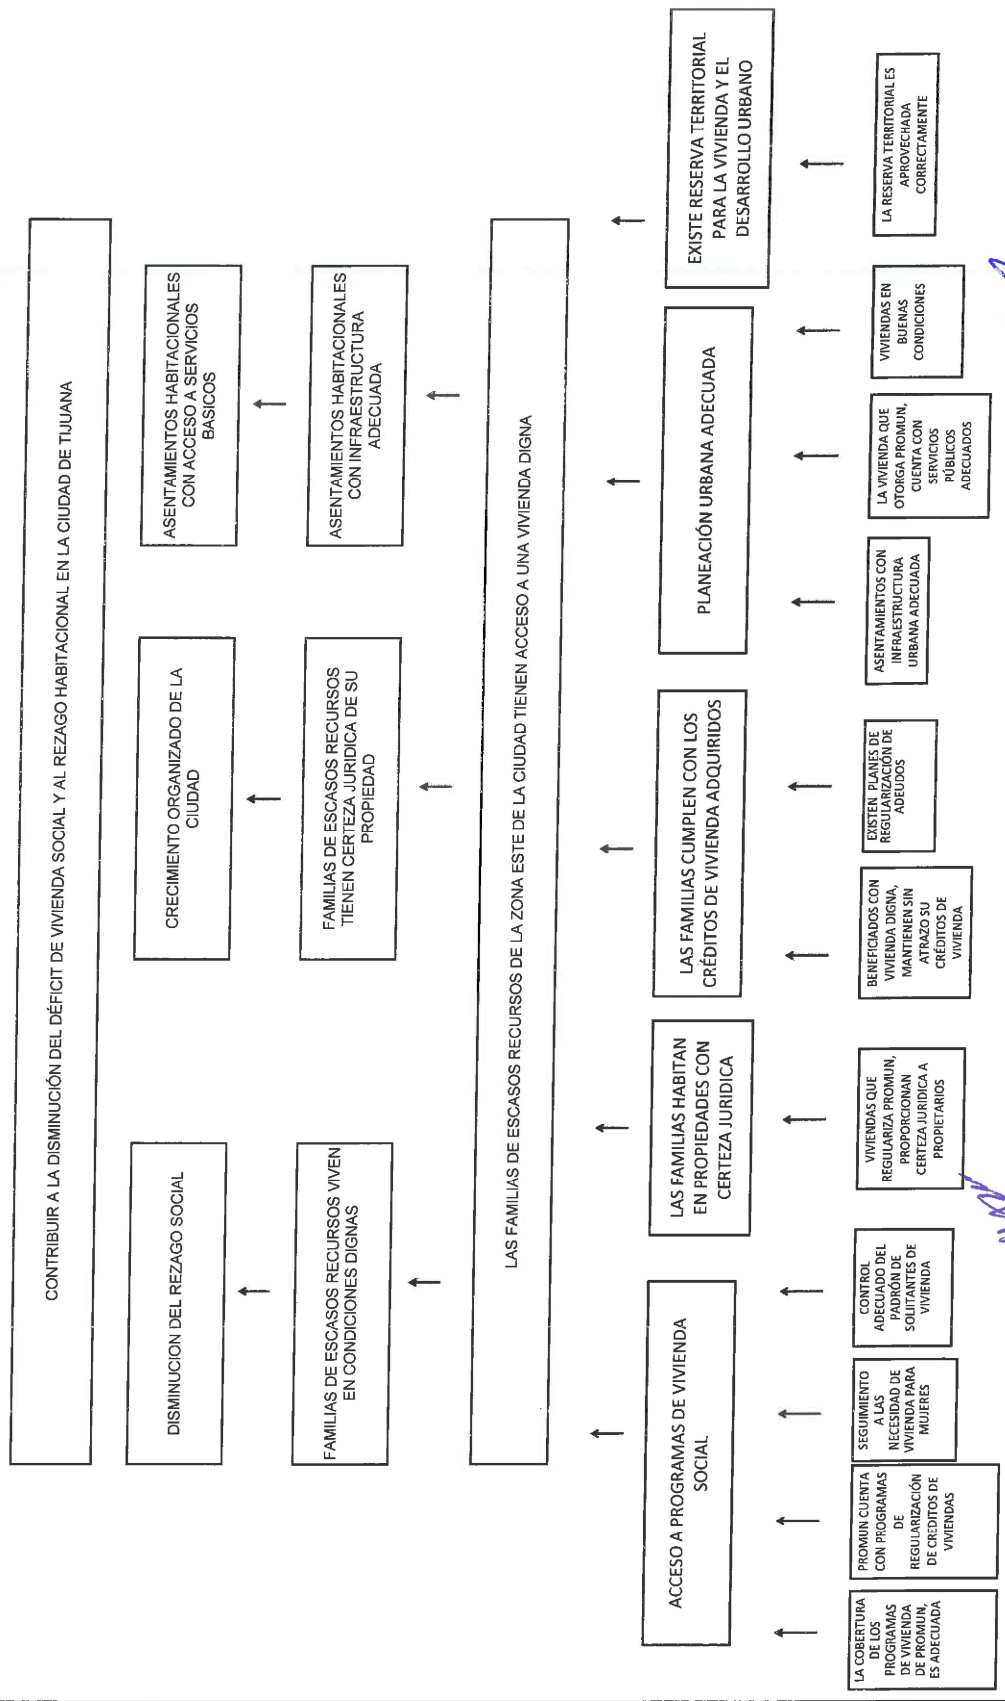 CONTRIBUIR A LA DISMINUCIÓN DEL DÉFICIT DE VIVIENDA SOCIAL Y AL REZAGO HABITACIONAL EN LA CIUDAD DE TIJUANA
DISMINUCION DEL REZAGO SOCIAL
CRECIMIENTO ORGANIZADO DE LA
CIUDAD
ASENTAMIENTOS HABITACIONALES
CON ACCESO A SERVICIOS
BASICOS
FAMILIAS DE ESCASOS RECURSOS VIVEN
EN CONDICIONES DIGNAS
FAMILIAS DE ESCASOS RECURSOS
TIENEN CERTEZA JURIDICA DE SU
PROPIEDAD
ASENTAMIENTOS HABITACIONALES
CON INFRAESTRUCTURA
ADECUADA
LAS FAMILIAS DE ESCASOS RECURSOS DE LA ZONA ESTE DE LA CIUDAD TIENEN ACCESO A UNA VIVIENDA DIGNA
ACCESO A PROGRAMAS DE VIVIENDA
SOCIAL
LAS FAMILIAS HABITAN
EN PROPIEDADES CON
CERTEZA JURIDICA
LAS FAMILIAS CUMPLEN CON LOS
CRÉDITOS DE VIVIENDA ADQUIRIDOS
PLANEACIÓN URBANA ADECUADA
EXISTE RESERVA TERRITORIAL
PARA LA VIVIENDA Y EL
DESARROLLO URBANO
LA COBERTURA
DE LOS
PROGRAMAS
DE VIVIENDA
DE PROMUN,
ES ADECUADA
PROMUN CUENTA
CON PROGRAMAS
DE
REGULARIZACIÓN
DE CREDITOS DE
VIVIENDAS
SEGUIMIENTO
A LAS
NECESIDAD DE
VIVIENDA PARA
MUJERES
CONTROL
ADECUADO DEL
PADRÓN DE
SOLIITANTES DE
VIVIENDA
VIVIENDAS QUE
REGULARIZA PROMUN,
PROPORCIONAN
CERTEZA JURIDICA A
PROPIETARIOS
BENEFICIADOS CON
VIVIENDA DIGNA,
MANTIENEN SIN
ATRAZO SU
CRÉDITOS DE
VIVIENDA
EXISTEN PLANES DE
REGULARIZACIÓN DE
ADEUDOS
ASENTAMIENTOS CON
INFRAESTRUCTURA
URBANA ADECUADA
LA VIVIENDA QUE
OTORGA PROMUN,
CUENTA CON
SERVICIOS
PÚBLICOS
ADECUADOS
VIVIENDAS EN
BUENAS
CONDICIONES
LA RESERVA TERRITORIAL ES
APROVECHADA
CORRECTAMENTE